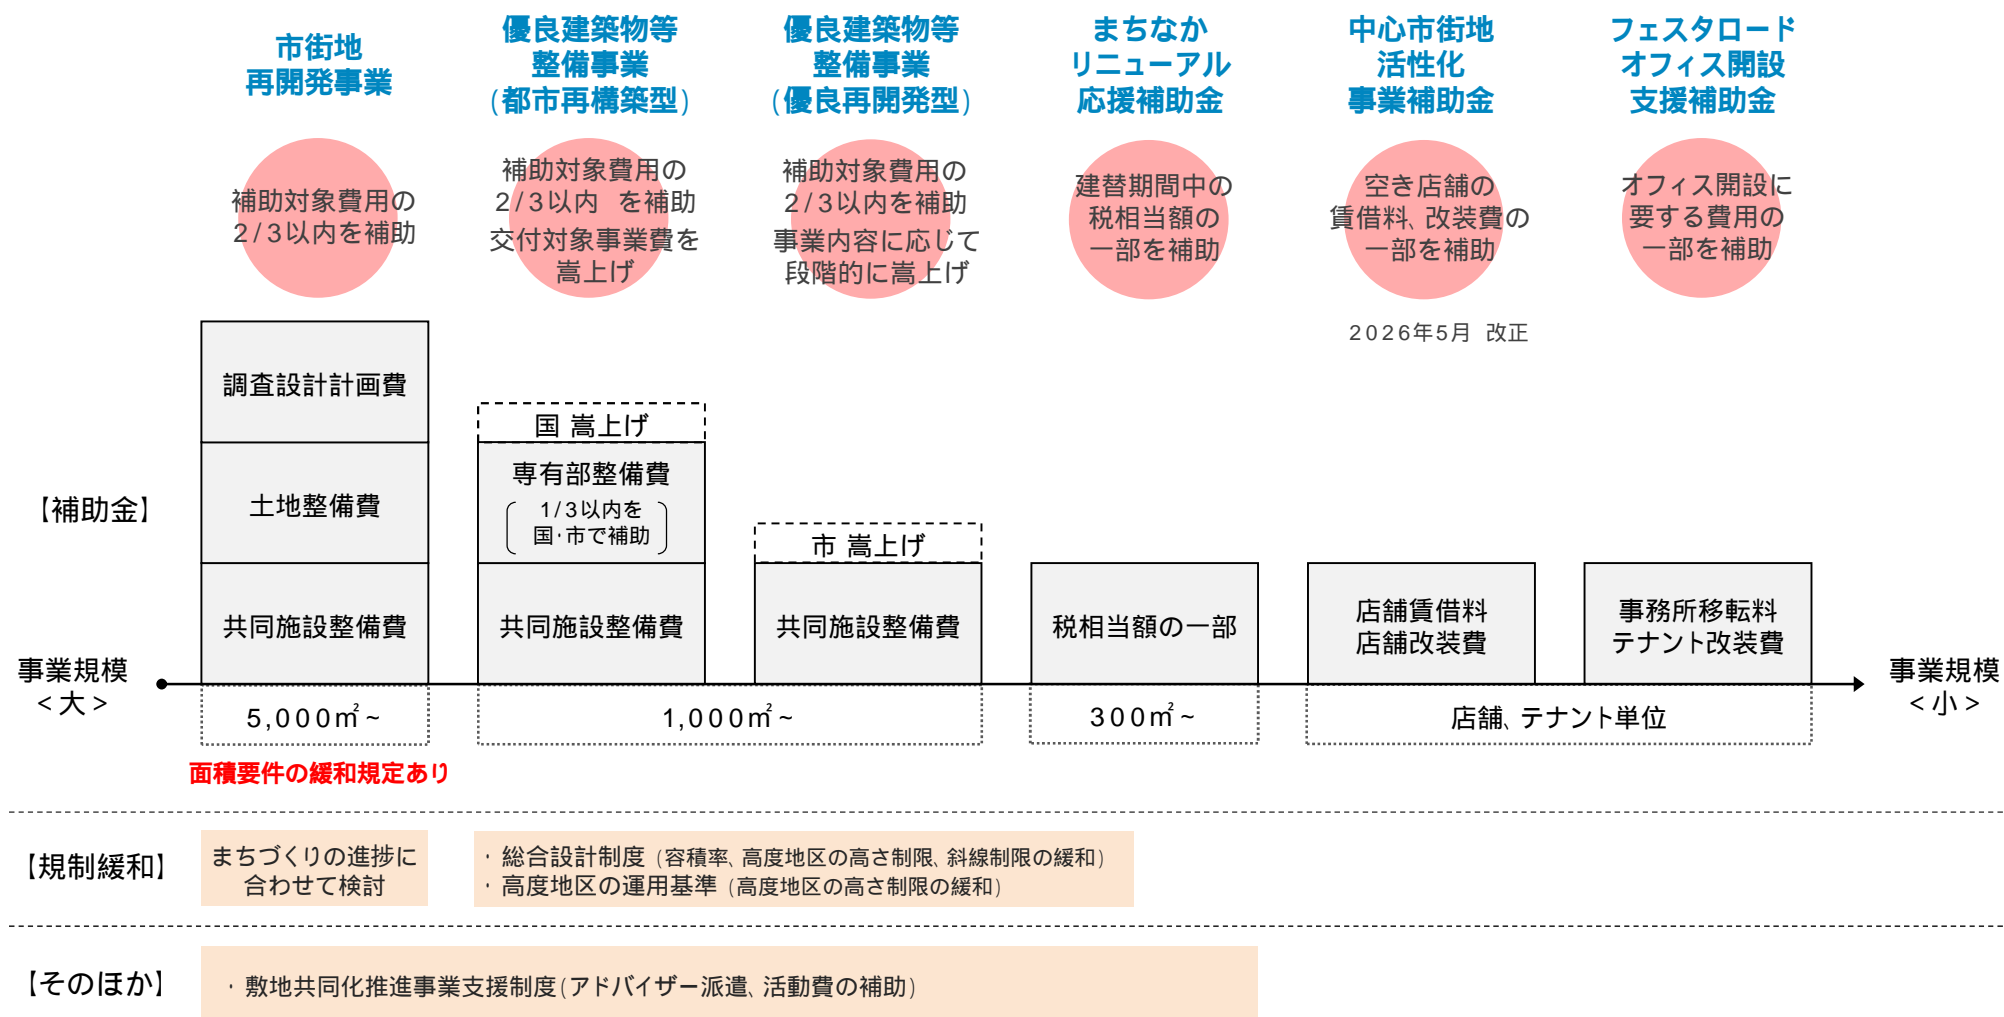 市街地
再開発事業
優良建築物等
整備事業
(都市再構築型)
優良建築物等
整備事業
(優良再開発型)
まちなか
リニューアル
応援補助金
中心市街地
活性化
事業補助金
フェスタロード
オフィス開設
支援補助金
補助対象費用の
2/3以内を補助
補助対象費用の
2/3以内 を補助
交付対象事業費を
嵩上げ
補助対象費用の
2/3以内を補助
事業内容に応じて
段階的に嵩上げ
建替期間中の
税相当額の
一部を補助
空き店舗の
賃借料、改装費の
一部を補助
オフィス開設に
要する費用の
一部を補助
2026年5月 改正
【補助金】
調査設計計画費
土地整備費
共同施設整備費
国 嵩上げ
専有部整備費
1/3以内を
国・市で補助
共同施設整備費
市 嵩上げ
共同施設整備費
税相当額の一部
店舗賃借料
店舗改装費
事務所移転料
テナント改装費
事業規模
<大>
事業規模
<小>
5,000㎡~
1,000㎡~
300㎡~
店舗、テナント単位
面積要件の緩和規定あり
【規制緩和】
まちづくりの進捗に
合わせて検討
・総合設計制度(容積率、高度地区の高さ制限、斜線制限の緩和)
・高度地区の運用基準(高度地区の高さ制限の緩和)
【そのほか】
・敷地共同化推進事業支援制度(アドバイザー派遣、活動費の補助)